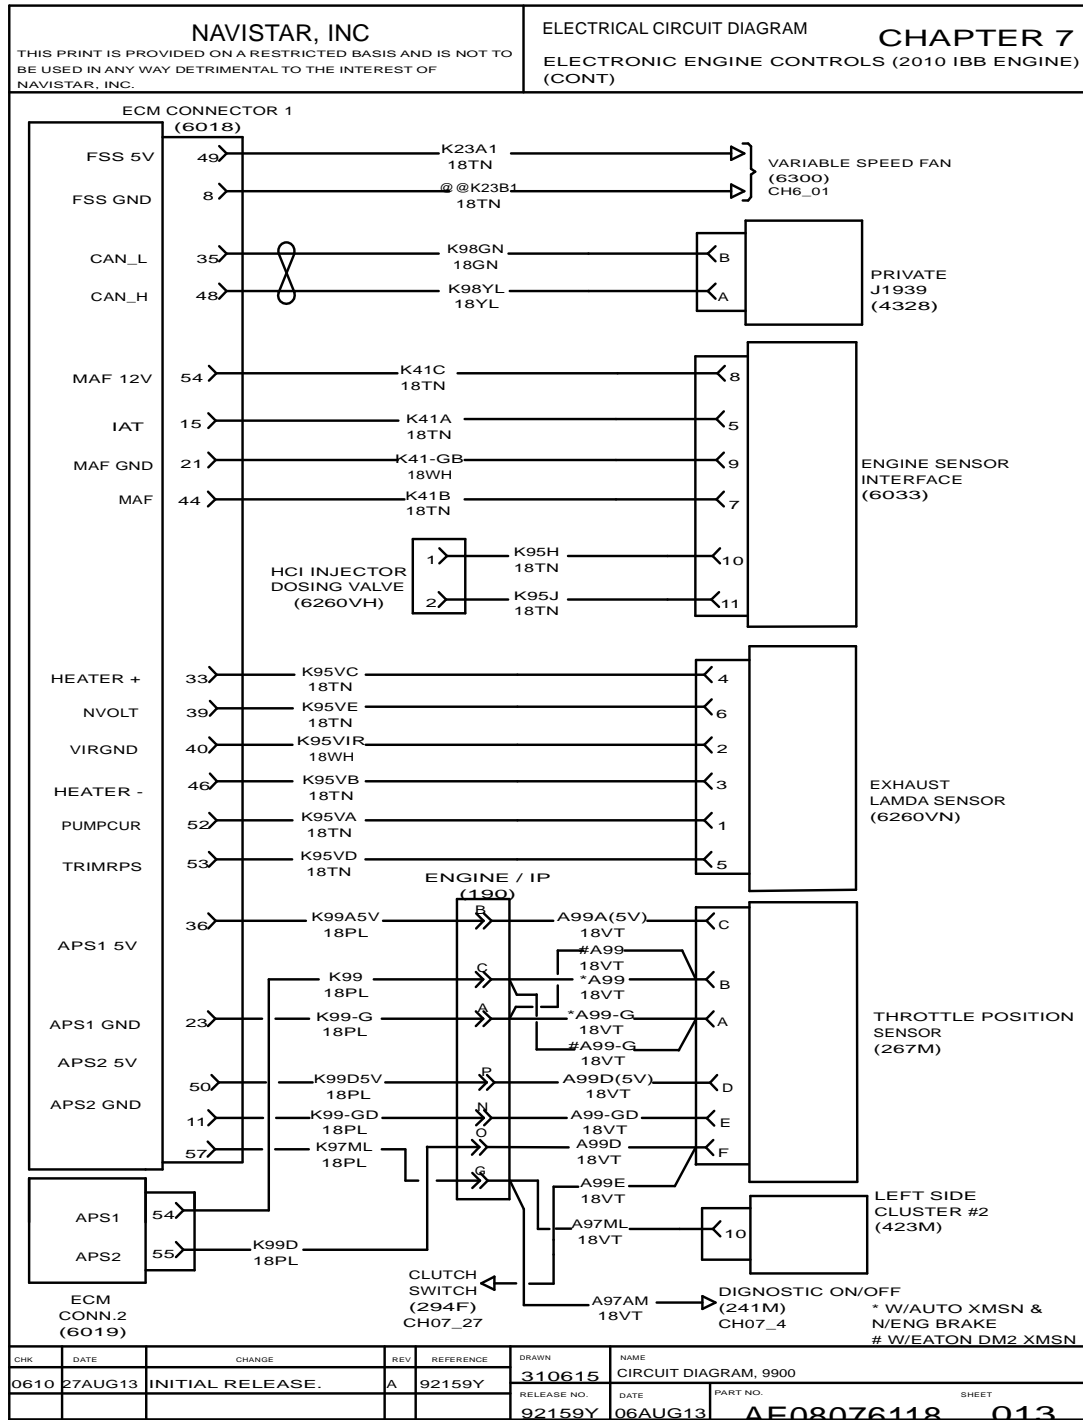 NAVISTAR, INC
THIS PRINT IS PROVIDED ON A RESTRICTED BASIS AND IS NOT TO
BE USED IN ANY WAY DETRIMENTAL TO THE INTEREST OF
NAVISTAR, INC.
ELECTRICAL CIRCUIT DIAGRAM
CHAPTER 7
ELECTRONIC ENGINE CONTROLS (2010 IBB ENGINE)
(CONT)
ECM CONNECTOR 1
(6018)
FSS 5V 49 K23A1
18TN
FSS GND 8 @@K23B1
18TN
VARIABLE SPEED FAN
(6300)
CH6_01
CAN_L 35 K98GN B
18GN
CAN_H 48 K98YL A
18YL
PRIVATE
J1939
(4328)
MAF 12V 54 K41C 8
18TN
IAT 15 K41A 5
18TN
MAF GND 21 K41-GB 9
18WH
MAF 44 K41B 7
18TN
ENGINE SENSOR
INTERFACE
(6033)
HCI INJECTOR
DOSING VALVE
(6260VH)
1 K95H 10
18TN
2 K95J 11
18TN
HEATER + 33 K95VC 4
18TN
NVOLT 39 K95VE 6
18TN
VIRGND 40 K95VIR 2
18WH
HEATER - 46 K95VB 3
18TN
PUMPCUR 52 K95VA 1
18TN
TRIMRPS 53 K95VD 5
18TN
EXHAUST
LAMDA SENSOR
(6260VN)
ENGINE / IP
(190)
36 K99A5V B A99A(5V) C
18PL 18VT
APS1 5V
#A99
18VT
K99 C *A99 B
18PL 18VT
APS1 GND 23 K99-G A *A99-G A
18PL 18VT
#A99-G
18VT
THROTTLE POSITION
SENSOR
(267M)
APS2 5V
50 K99D5V P A99D(5V) D
18PL 18VT
APS2 GND
11 K99-GD N A99-GD E
18PL 18VT
57 K97ML O A99D F
18PL 18VT
G A99E
18VT
APS1 54
APS2 55 K99D
18PL
ECM
CONN.2
(6019)
A97ML 10
18VT
LEFT SIDE
CLUSTER #2
(423M)
CLUTCH
SWITCH
(294F)
CH07_27
A97AM
18VT
DIGNOSTIC ON/OFF
(241M)
CH07_4
* W/AUTO XMSN &
N/ENG BRAKE
# W/EATON DM2 XMSN
CHK DATE CHANGE REV REFERENCE
0610 27AUG13 INITIAL RELEASE. A 92159Y
DRAWN
310615
NAME
CIRCUIT DIAGRAM, 9900
RELEASE NO.
92159Y
DATE
06AUG13
PART NO.
AE08076118
SHEET
013